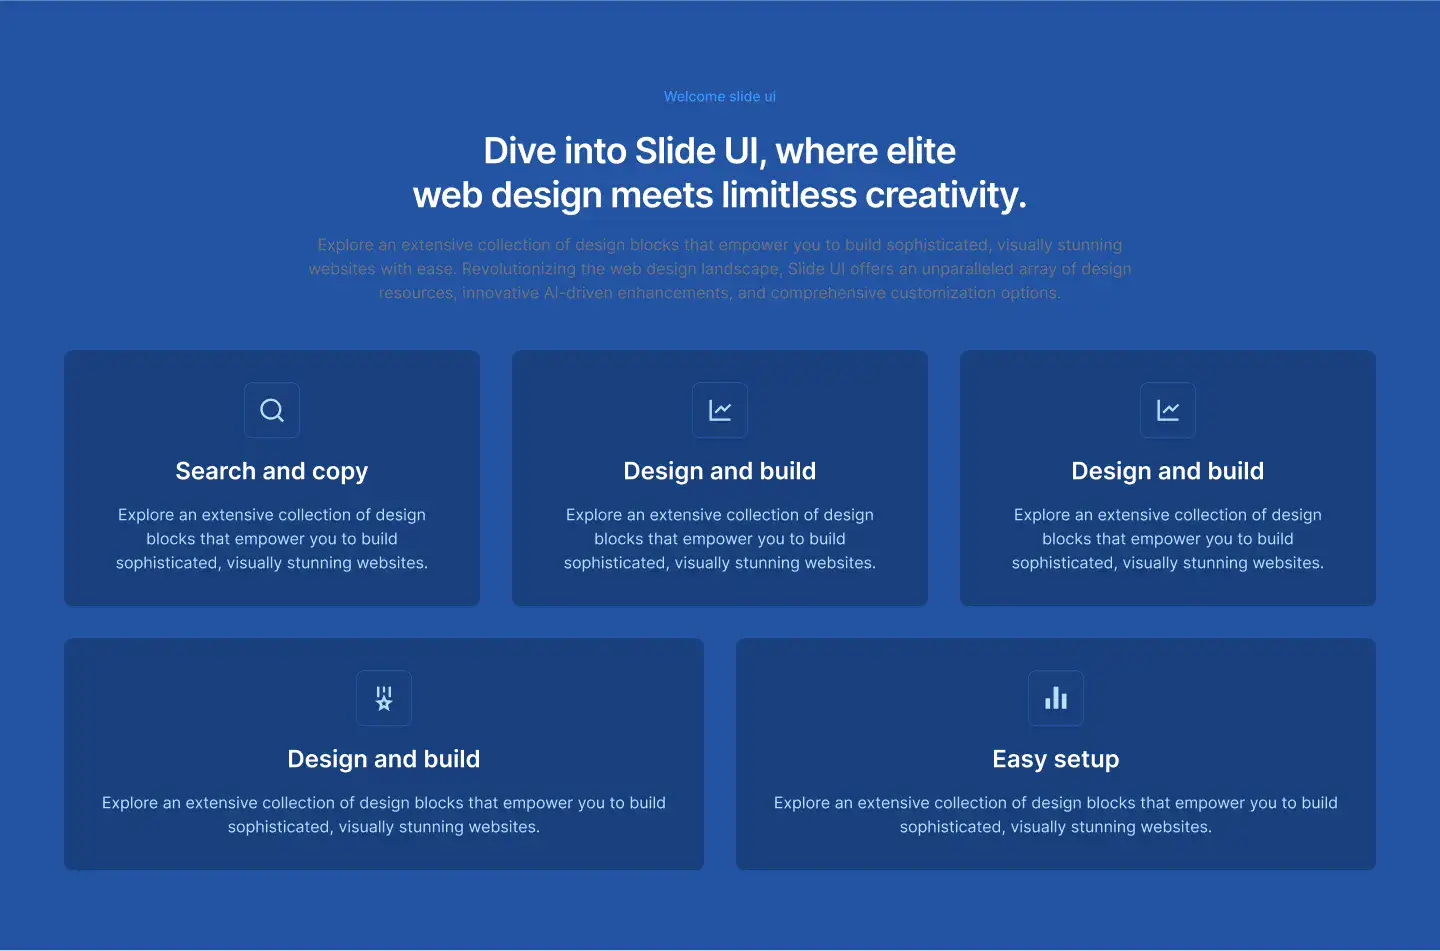 Welcome slide ui
Dive into Slide UI, where elite
web design meets limitless creativity.
Explore an extensive collection of design blocks that empower you to build sophisticated, visually stunning
websites with ease. Revolutionizing the web design landscape, Slide UI offers an unparalleled array of design
resources, innovative AI-driven enhancements, and comprehensive customization options.
Search and copy
Explore an extensive collection of design
blocks that empower you to build
sophisticated, visually stunning websites.
Design and build
Explore an extensive collection of design
blocks that empower you to build
sophisticated, visually stunning websites.
Design and build
Explore an extensive collection of design
blocks that empower you to build
sophisticated, visually stunning websites.
Design and build
Explore an extensive collection of design blocks that empower you to build
sophisticated, visually stunning websites.
Easy setup
Explore an extensive collection of design blocks that empower you to build
sophisticated, visually stunning websites.